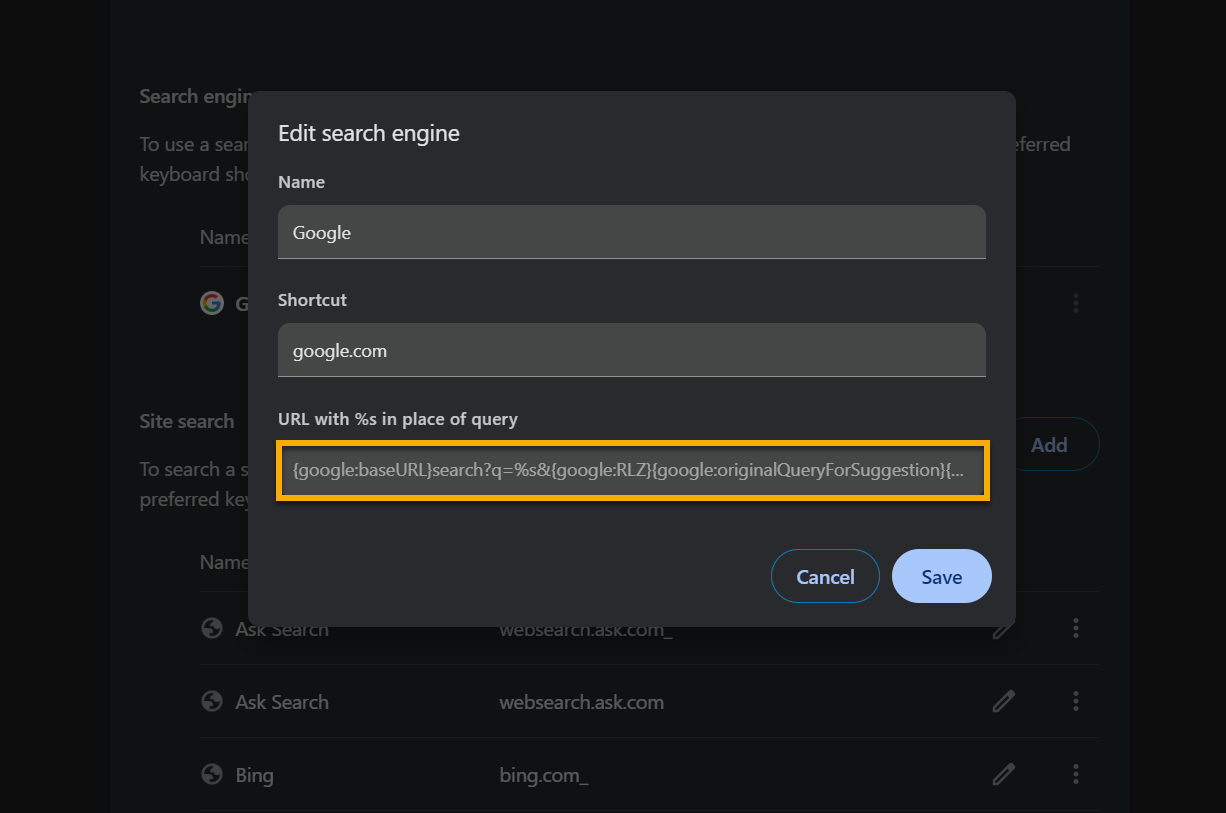 Search engin
Edit search engine
To use a sear
eferred
keyboard sho
Name
Name
Google
G
Shortcut
google.com
Site search
URL with %s in place of query
Add
To search a s
{google:baseURL}search?q=%s&{google:RLZ}{google:originalQueryForSuggestion}{...
preferred key
Name
Cancel
Save
Ask Search websearch.ask.com_
Ask Search websearch.ask.com
Bing bing.com_